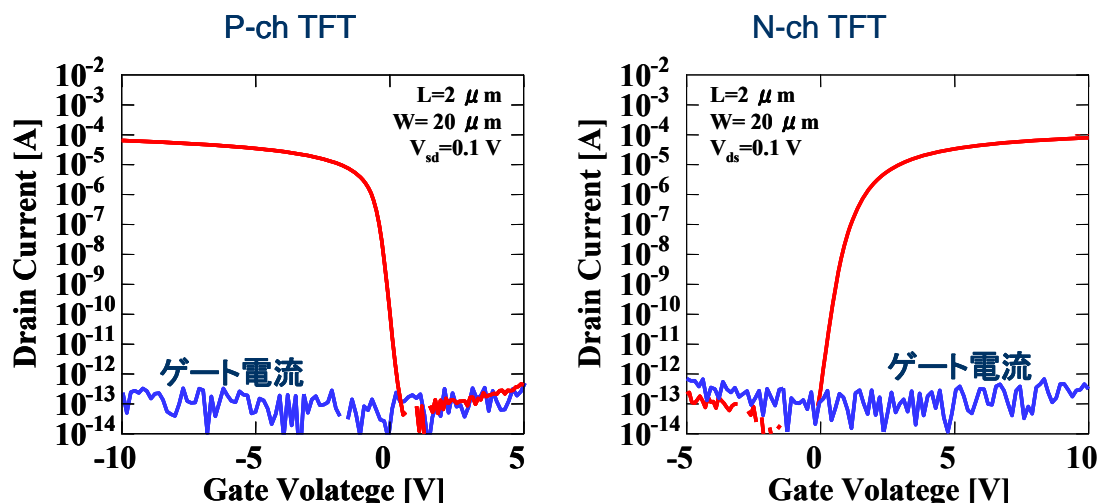 P-ch TFT
10-2
10-3
10-4
10-5
10-6
10-7
10-8
10-9
10-10
10-11
10-12
10-13
10-14
Drain Current [A]
L=2 μm
W= 20 μm
Vsd=0.1 V
ゲート電流
-10
-5
0
5
Gate Volatege [V]
N-ch TFT
10-2
10-3
10-4
10-5
10-6
10-7
10-8
10-9
10-10
10-11
10-12
10-13
10-14
Drain Current [A]
L=2 μm
W= 20 μm
Vds=0.1 V
ゲート電流
-5
0
5
10
Gate Volatege [V]